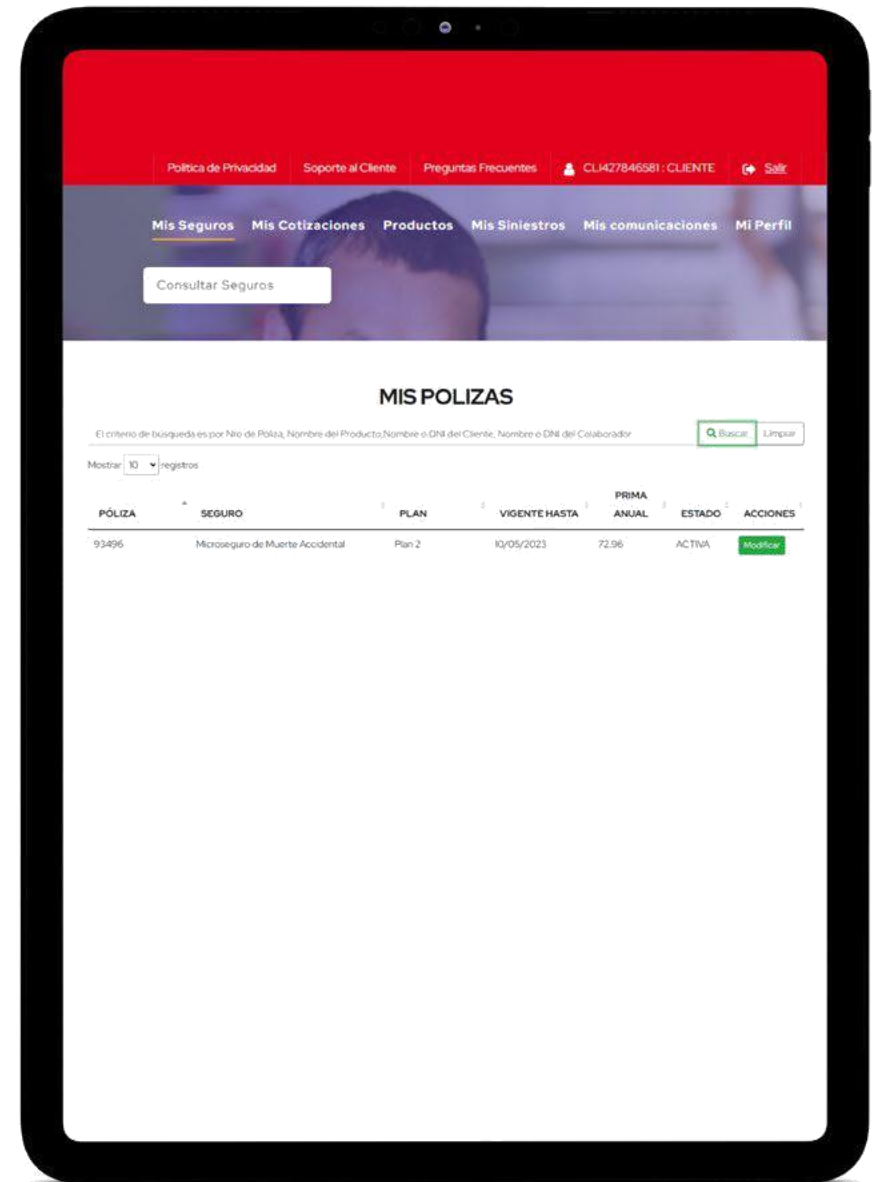 Política de Privacidad Soporte al Cliente Preguntas Frecuentes CLI427846581 : CLIENTE Salir
Mis Seguros Mis Cotizaciones Productos Mis Siniestros Mis comunicaciones Mi Perfil
Consultar Seguros
MIS POLIZAS
El criterio de busqueda es por Nro de Póliza, Nombre del Producto,Nombre o DNI del Cliente, Nombre o DNI del Colaborador Buscar Limpiar
Mostrar 10 registros
PÓLIZA SEGURO PLAN VIGENTE HASTA PRIMA ANUAL ESTADO ACCIONES
93496 Microseguro de Muerte Accidental Plan 2 10/05/2023 72.96 ACTIVA Modificar